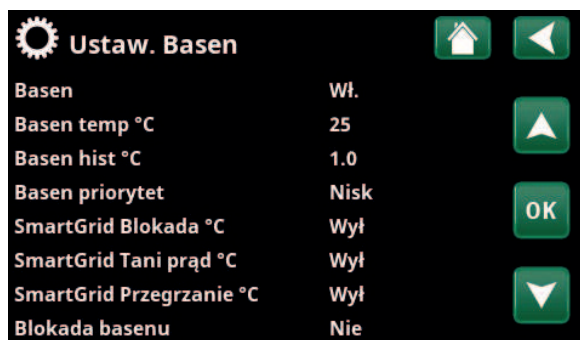 Ustaw. Basen
Basen Wł.
Basen temp °C 25
Basen hist °C 1.0
Basen priorytet Nisk
SmartGrid Blokada °C Wył
OK
SmartGrid Tani prąd °C Wył
SmartGrid Przegrzanie °C Wył
Blokada basenu Nie